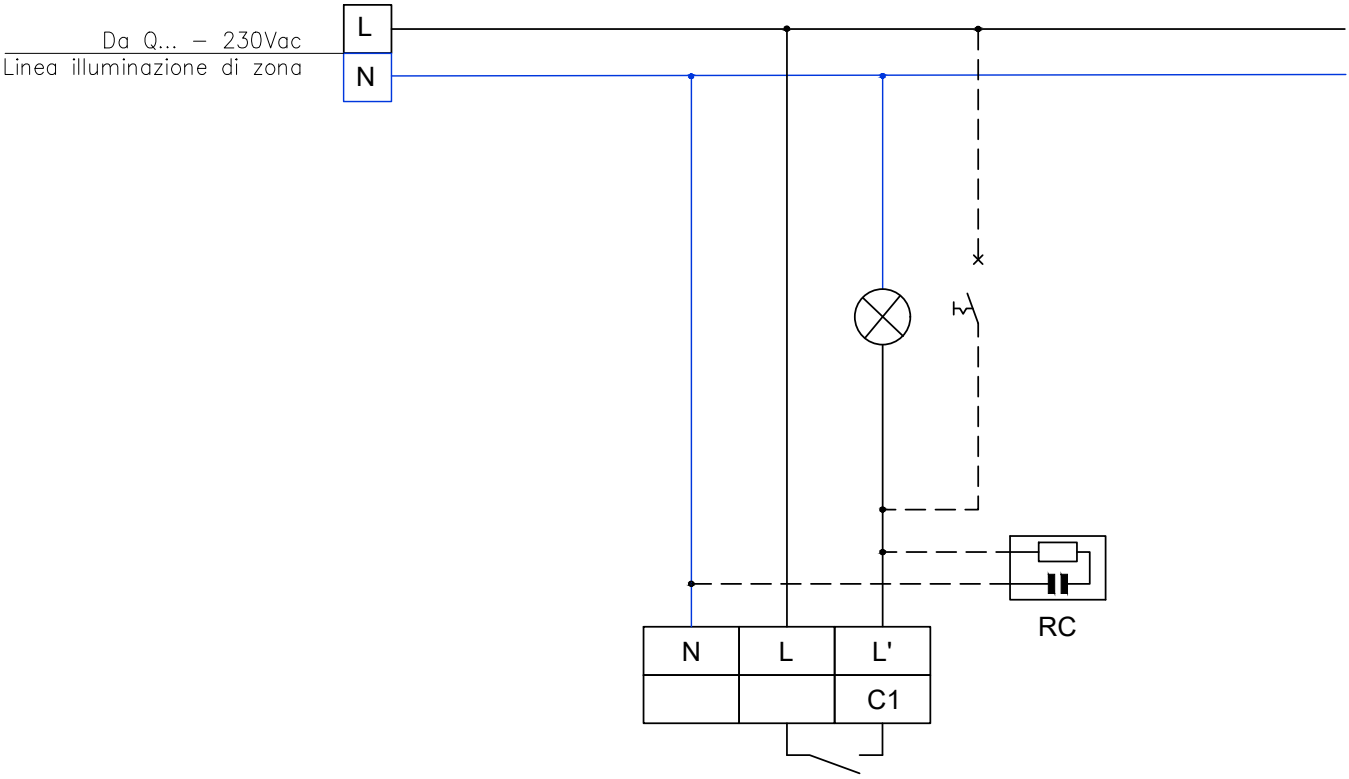 L
Da Q... – 230Vac
Linea illuminazione di zona
N
RC
N L L'
C1